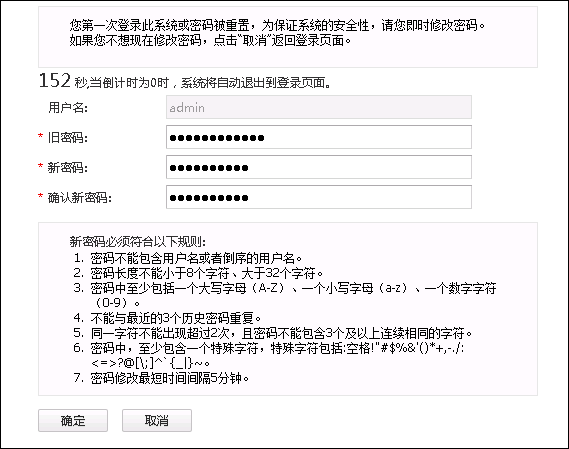 您第一次登录此系统或密码被重置，为保证系统的安全性，请您即时修改密码。
如果您不想现在修改密码，点击“取消”返回登录页面。
152 秒,当倒计时为0时，系统将自动退出到登录页面。
用户名: admin
* 旧密码: ●●●●●●●●●●●●
* 新密码: ●●●●●●●●●●
* 确认新密码: ●●●●●●●●●●
新密码必须符合以下规则:
1. 密码不能包含用户名或者倒序的用户名。
2. 密码长度不能小于8个字符、大于32个字符。
3. 密码中至少包括一个大写字母（A-Z）、一个小写字母（a-z）、一个数字字符
（0-9）。
4. 不能与最近的3个历史密码重复。
5. 同一字符不能出现超过2次，且密码不能包含3个及以上连续相同的字符。
6. 密码中，至少包含一个特殊字符，特殊字符包括:空格!"#$%&'()*+,-./:
<=>?@[\;]^`{_|}~。
7. 密码修改最短时间间隔5分钟。
确定 取消